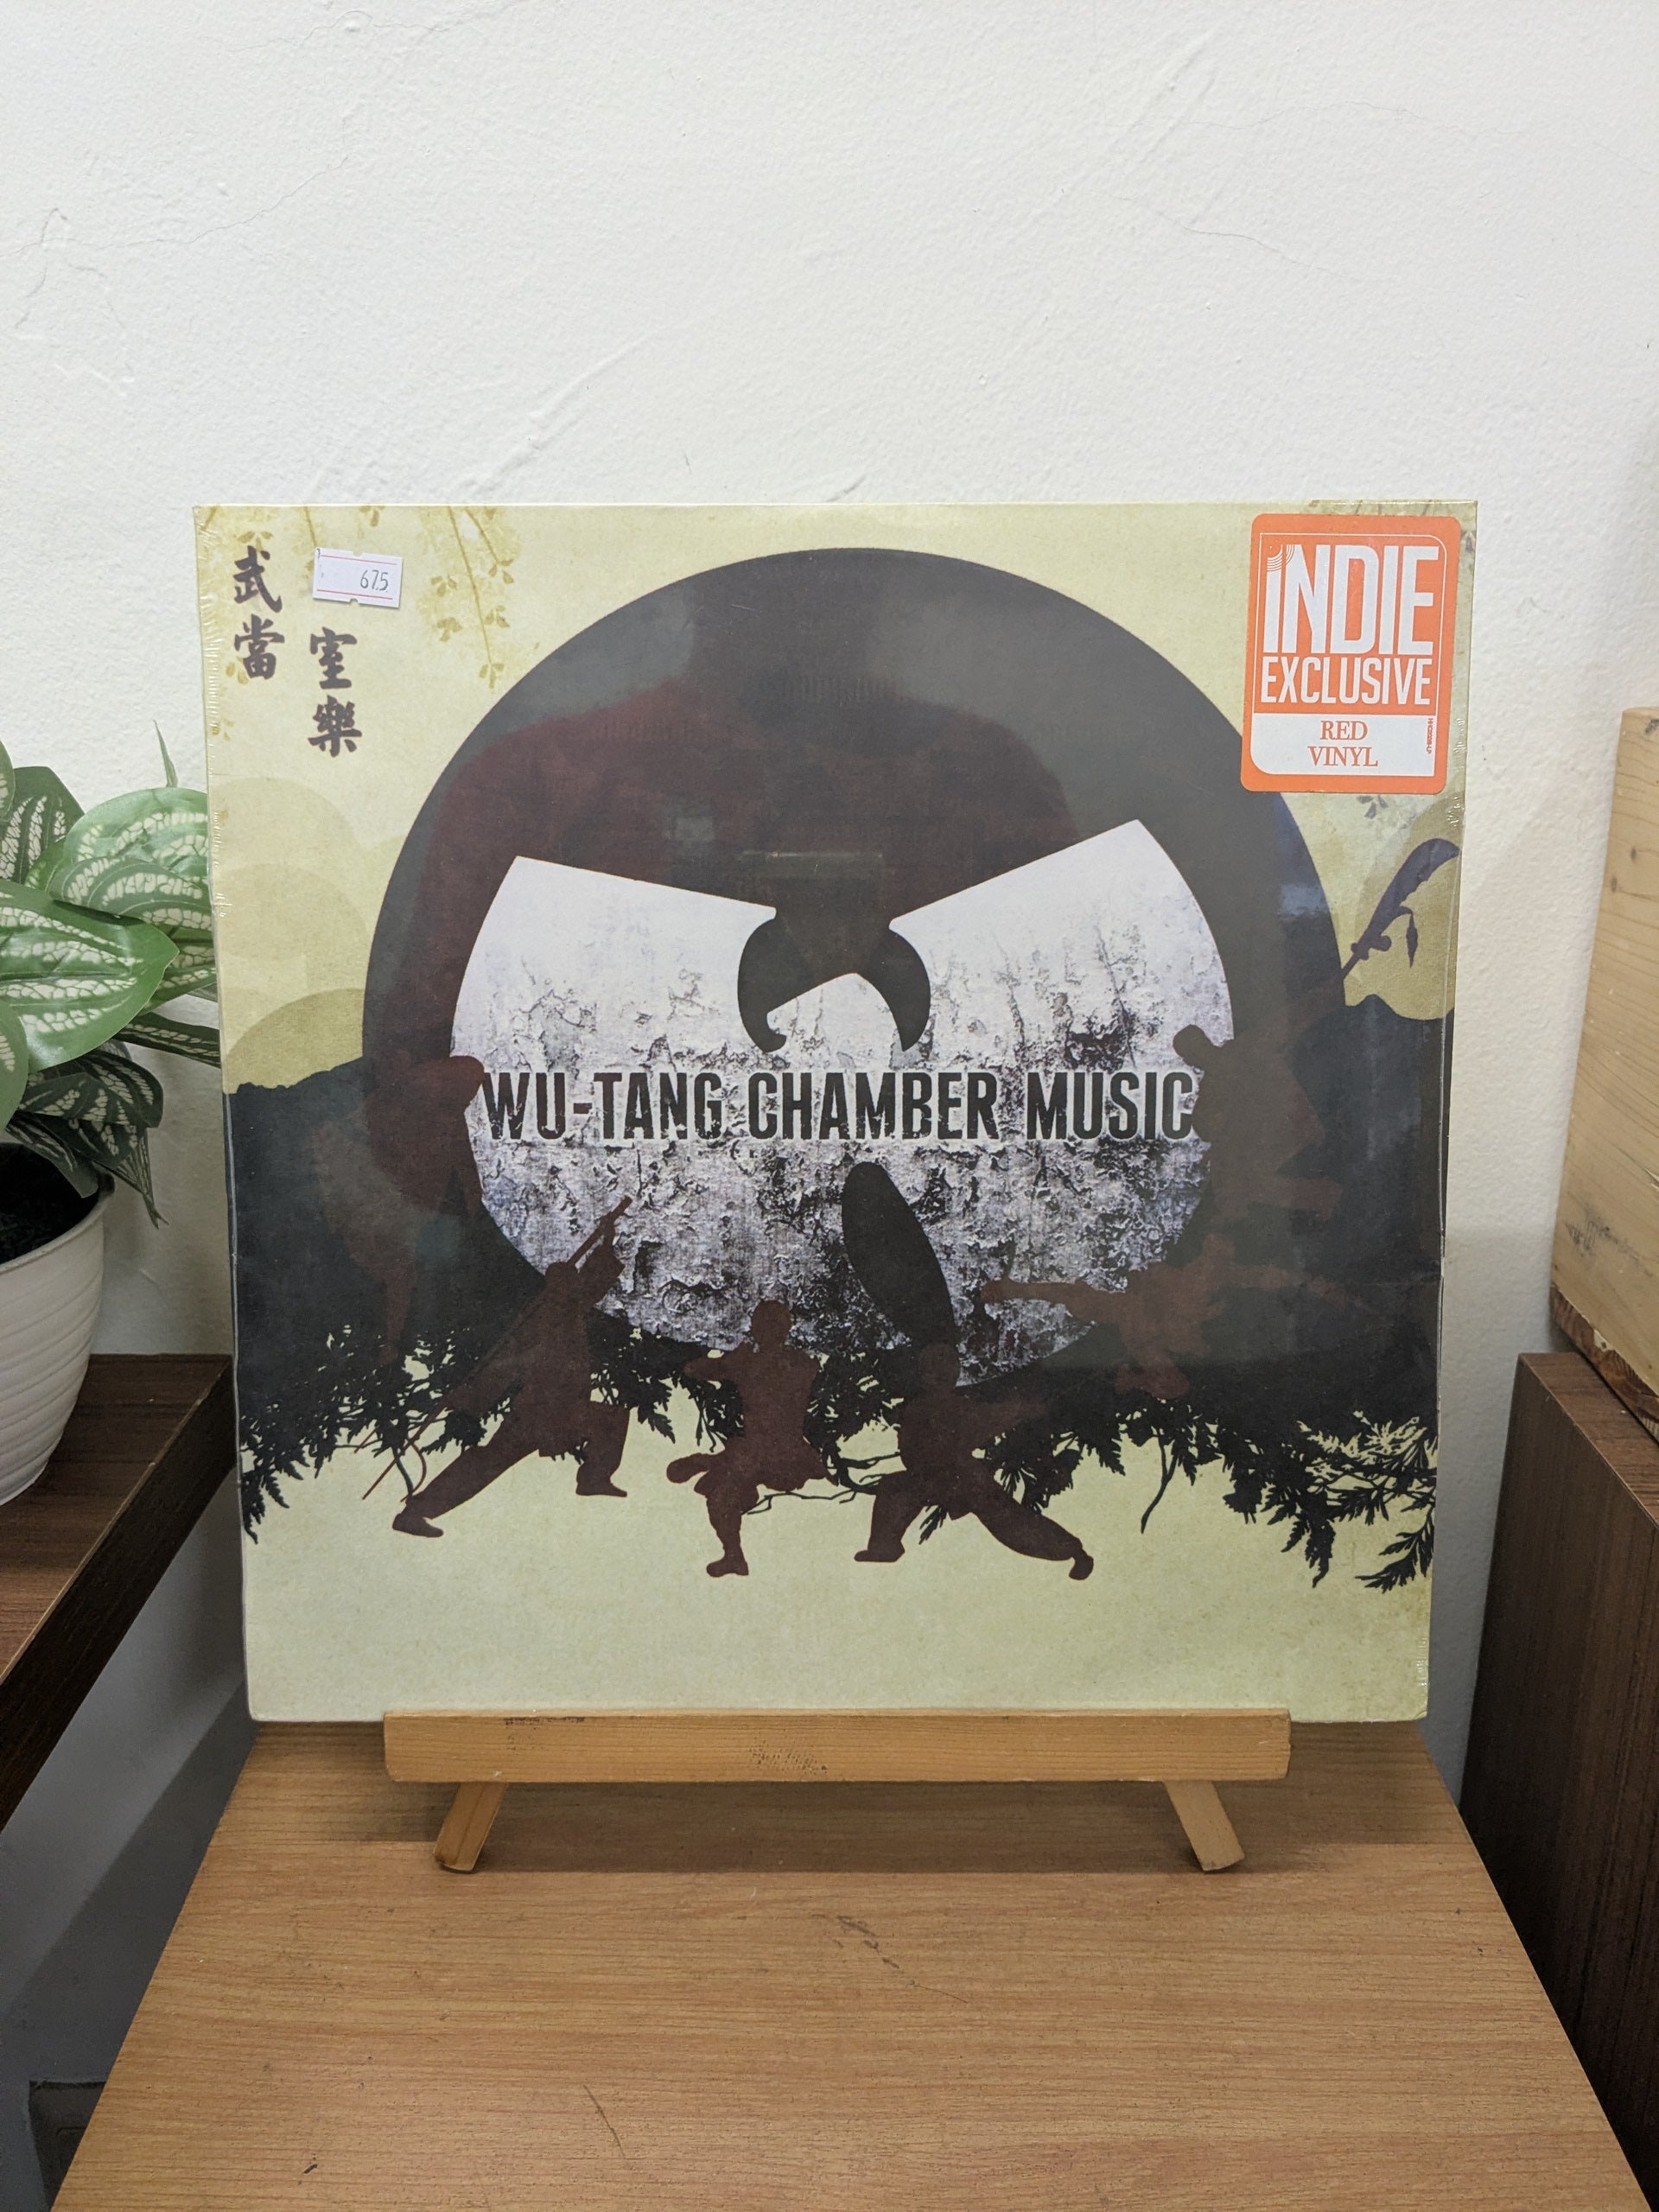 武當
室樂
675
INDIE
EXCLUSIVE
RED
VINYL
WU-TANG CHAMBER MUSIC